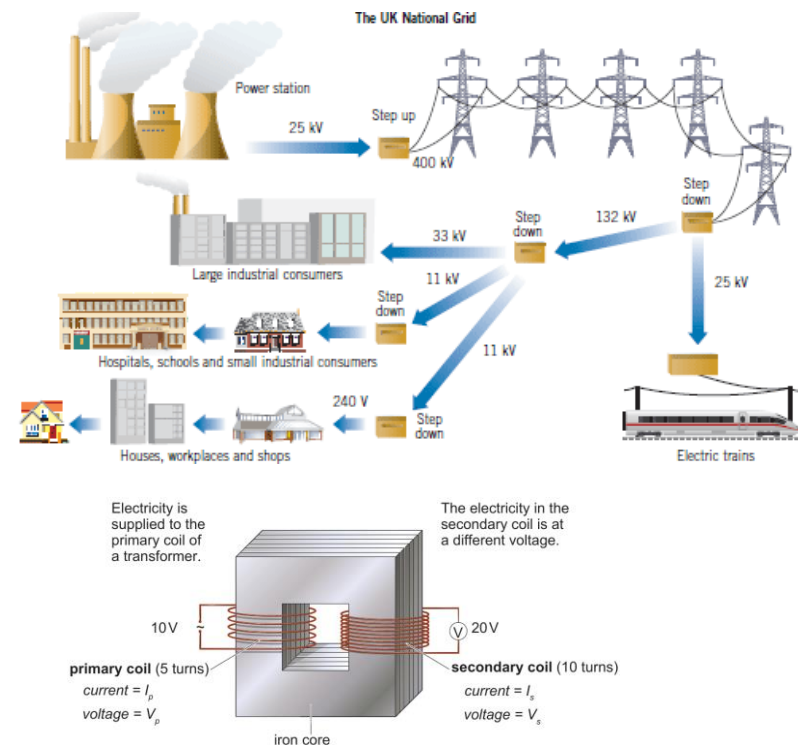 The UK National Grid
Power station
25 kV
Step up
400 kV
Step
down
132 kV
Step
down
33 kV
Large industrial consumers
25 kV
11 kV
Step
down
Hospitals, schools and small industrial consumers
11 kV
240 V
Step
down
Houses, workplaces and shops
Electric trains
Electricity is
supplied to the
primary coil of
a transformer.
The electricity in the
secondary coil is at
a different voltage.
10 V
~
V
20 V
primary coil (5 turns)
current = Ip
voltage = Vp
secondary coil (10 turns)
current = Is
voltage = Vs
iron core